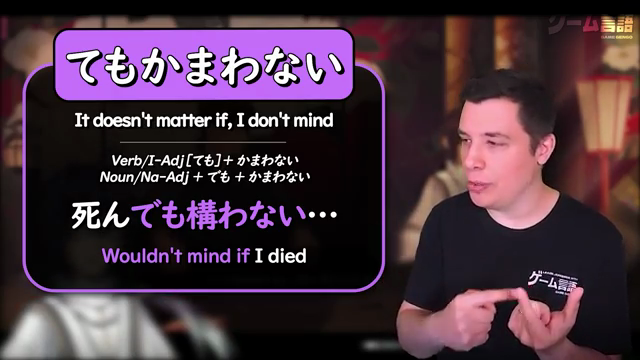 てもかまわない
It doesn't matter if, I don't mind
Verb/I-Adj[ても]+ かまわない
Noun/Na-Adj + でも + かまわない
死んでも構わない…
Wouldn't mind if I died
ゲーム言語
ゲーム言語